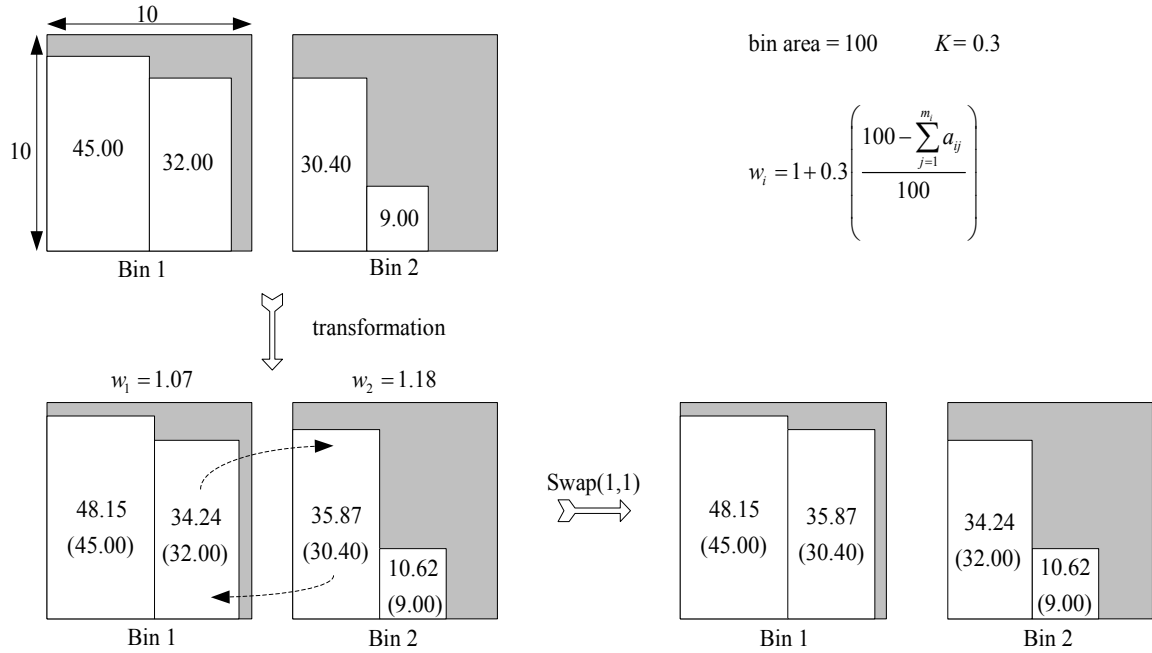 10
bin area = 100 K = 0.3
10
45.00 32.00 30.40
9.00
w_i = 1 + 0.3 ( (100 − ∑_{j=1}^{m_i} a_{ij}) / 100 )
Bin 1 Bin 2
transformation
w_1 = 1.07 w_2 = 1.18
Swap(1,1)
48.15 34.24 35.87 48.15 35.87 34.24
(45.00) (32.00) (30.40) (45.00) (30.40) (32.00)
10.62 10.62
(9.00) (9.00)
Bin 1 Bin 2 Bin 1 Bin 2